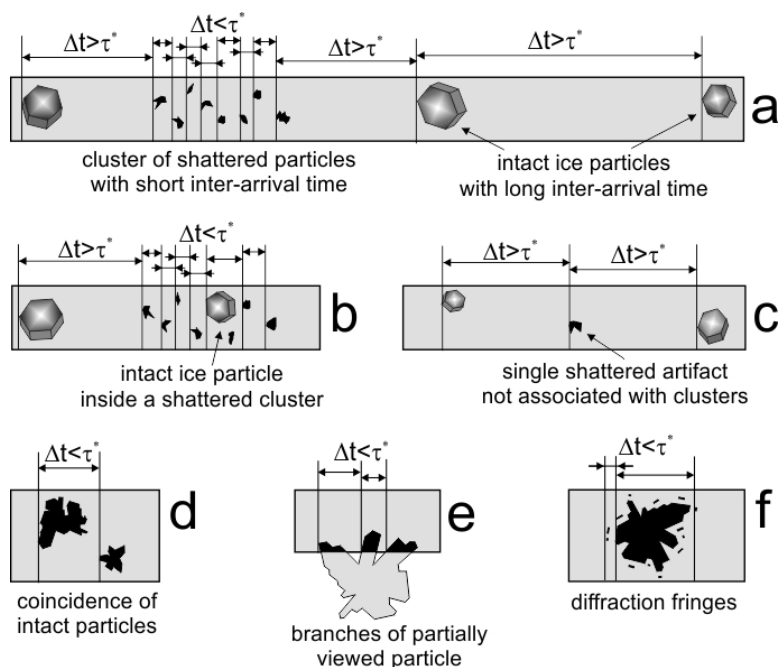 Δt<τ*
Δt>τ*
Δt>τ*
Δt>τ*
a
cluster of shattered particles
with short inter-arrival time
intact ice particles
with long inter-arrival time
Δt<τ*
Δt>τ*
b
intact ice particle
inside a shattered cluster
Δt>τ*
Δt>τ*
c
single shattered artifact
not associated with clusters
Δt<τ*
d
coincidence of
intact particles
Δt<τ*
e
branches of partially
viewed particle
Δt<τ*
f
diffraction fringes